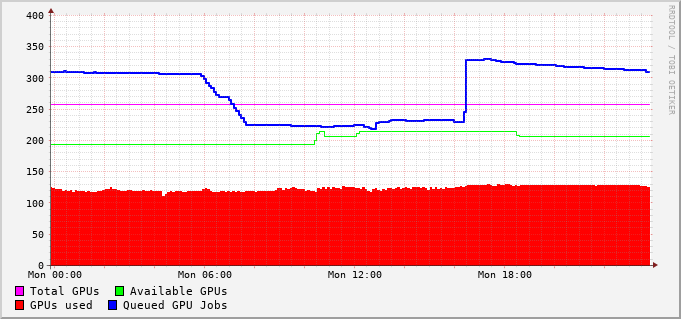 RRDTOOL / TOBI OETIKER
400
350
300
250
200
150
100
50
0
Mon 00:00 Mon 06:00 Mon 12:00 Mon 18:00
Total GPUs Available GPUs
GPUs used Queued GPU Jobs